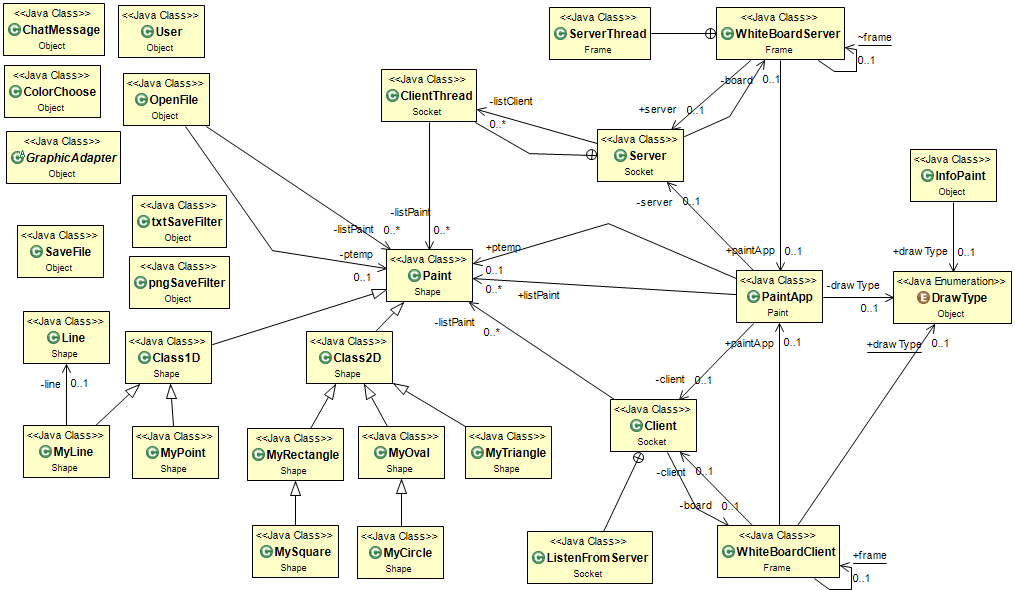 <<Java Class>>
ChatMessage
Object
<<Java Class>>
User
Object
<<Java Class>>
ServerThread
Frame
<<Java Class>>
WhiteBoardServer
Frame
~frame
0..1
<<Java Class>>
ColorChoose
Object
<<Java Class>>
OpenFile
Object
<<Java Class>>
ClientThread
Socket
-listClient
0..*
-board
0..1
+server
0..1
<<Java Class>>
GraphicAdapter
Object
<<Java Class>>
Server
Socket
<<Java Class>>
InfoPaint
Object
<<Java Class>>
txtSaveFilter
Object
-server
0..1
-listPaint
0..*
-listPaint
0..*
<<Java Class>>
SaveFile
Object
-ptemp
0..1
+ptemp
0..1
+paintApp
0..1
+drawType
0..1
<<Java Class>>
pngSaveFilter
Object
<<Java Class>>
Paint
Shape
0..*
+listPaint
<<Java Class>>
PaintApp
Paint
-drawType
0..1
<<Java Enumeration>>
DrawType
Object
<<Java Class>>
Line
Shape
-listPaint
0..*
<<Java Class>>
Class1D
Shape
<<Java Class>>
Class2D
Shape
+paintApp
0..1
+drawType
0..1
-line
0..1
-client
0..1
<<Java Class>>
MyLine
Shape
<<Java Class>>
MyPoint
Shape
<<Java Class>>
MyRectangle
Shape
<<Java Class>>
MyOval
Shape
<<Java Class>>
MyTriangle
Shape
<<Java Class>>
Client
Socket
-client
0..1
-board
0..1
<<Java Class>>
MySquare
Shape
<<Java Class>>
MyCircle
Shape
<<Java Class>>
ListenFromServer
Socket
<<Java Class>>
WhiteBoardClient
Frame
+frame
0..1